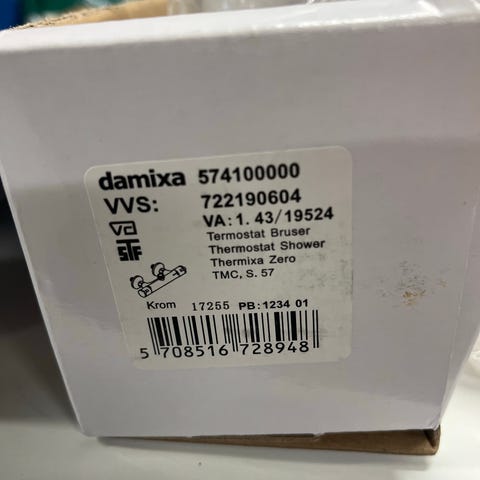 damixa 574100000
VVS: 722190604
VA: 1. 43/19524
Termostat Bruser
Thermostat Shower
Thermixa Zero
TMC, S. 57
Krom 17255 PB:1234 01
5 708516 728948